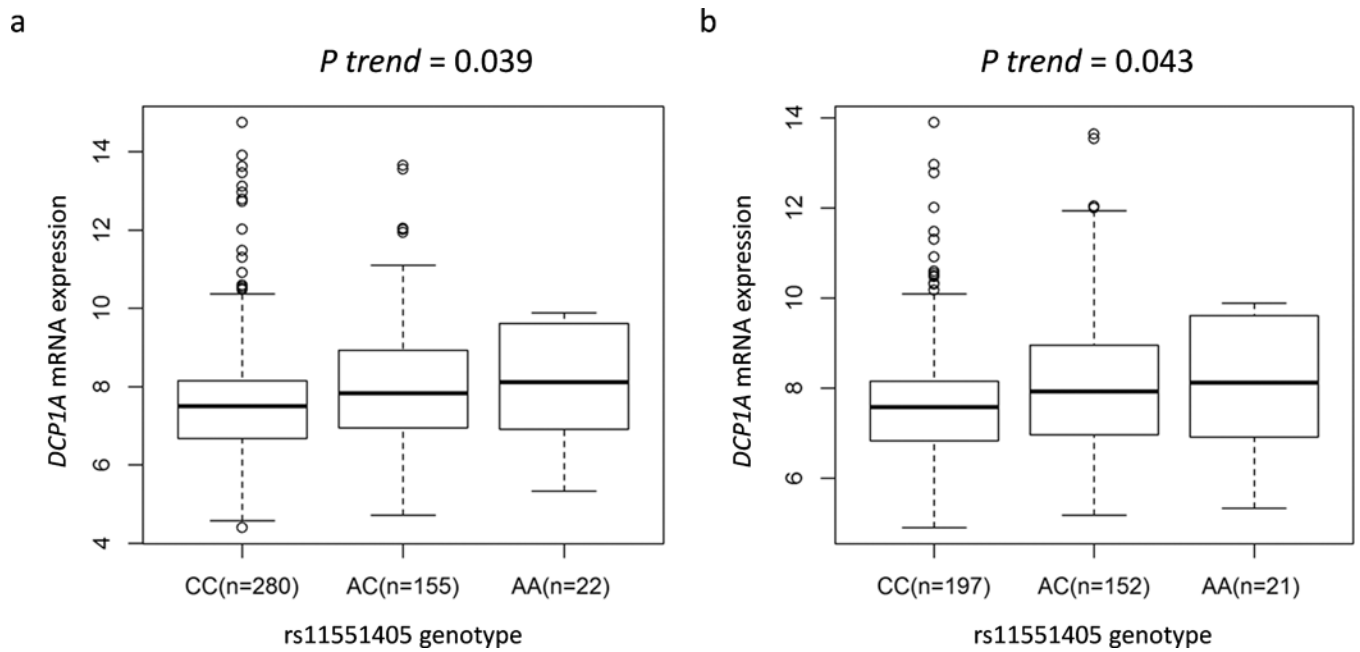 a
P trend = 0.039
DCP1A mRNA expression
14
12
10
8
6
4
CC(n=280) AC(n=155) AA(n=22)
rs11551405 genotype
b
P trend = 0.043
DCP1A mRNA expression
14
12
10
8
6
CC(n=197) AC(n=152) AA(n=21)
rs11551405 genotype